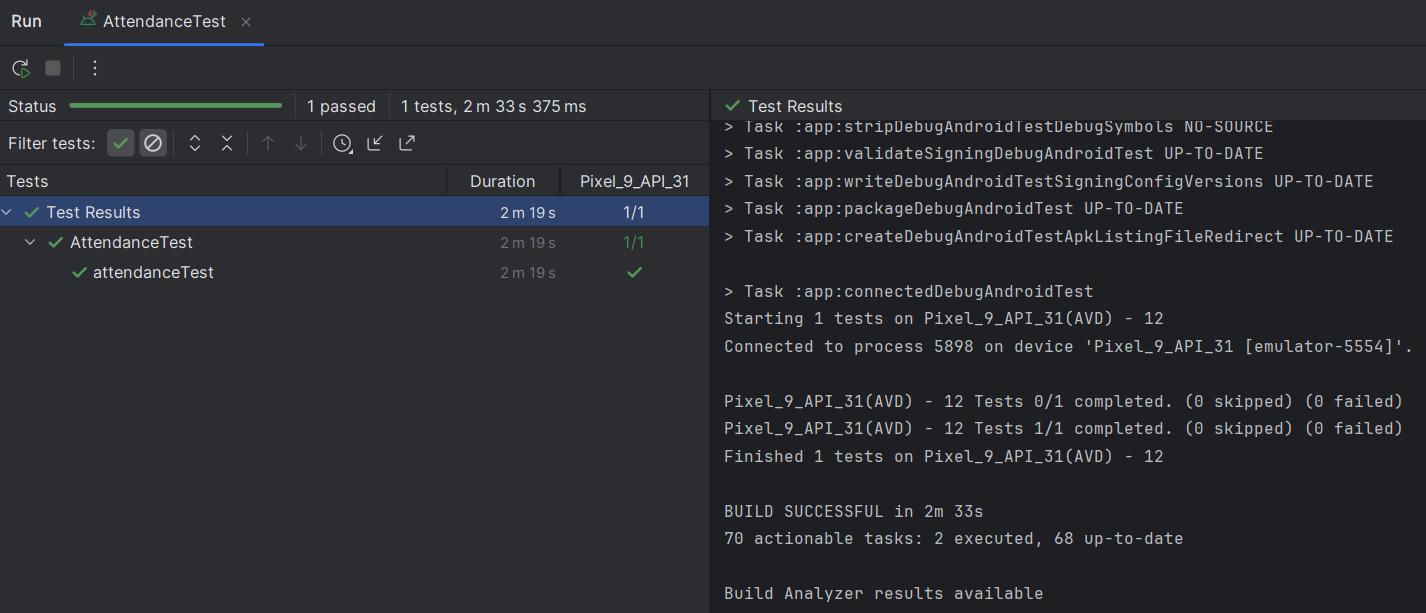 Run AttendanceTest
Status 1 passed 1 tests, 2 m 33 s 375 ms
Filter tests:
Tests Duration Pixel_9_API_31
Test Results 2 m 19 s 1/1
AttendanceTest 2 m 19 s 1/1
attendanceTest 2 m 19 s
Test Results
> Task :app:stripDebugAndroidTestDebugSymbols NO-SOURCE
> Task :app:validateSigningDebugAndroidTest UP-TO-DATE
> Task :app:writeDebugAndroidTestSigningConfigVersions UP-TO-DATE
> Task :app:packageDebugAndroidTest UP-TO-DATE
> Task :app:createDebugAndroidTestApkListingFileRedirect UP-TO-DATE
> Task :app:connectedDebugAndroidTest
Starting 1 tests on Pixel_9_API_31(AVD) - 12
Connected to process 5898 on device 'Pixel_9_API_31 [emulator-5554]'.
Pixel_9_API_31(AVD) - 12 Tests 0/1 completed. (0 skipped) (0 failed)
Pixel_9_API_31(AVD) - 12 Tests 1/1 completed. (0 skipped) (0 failed)
Finished 1 tests on Pixel_9_API_31(AVD) - 12
BUILD SUCCESSFUL in 2m 33s
70 actionable tasks: 2 executed, 68 up-to-date
Build Analyzer results available